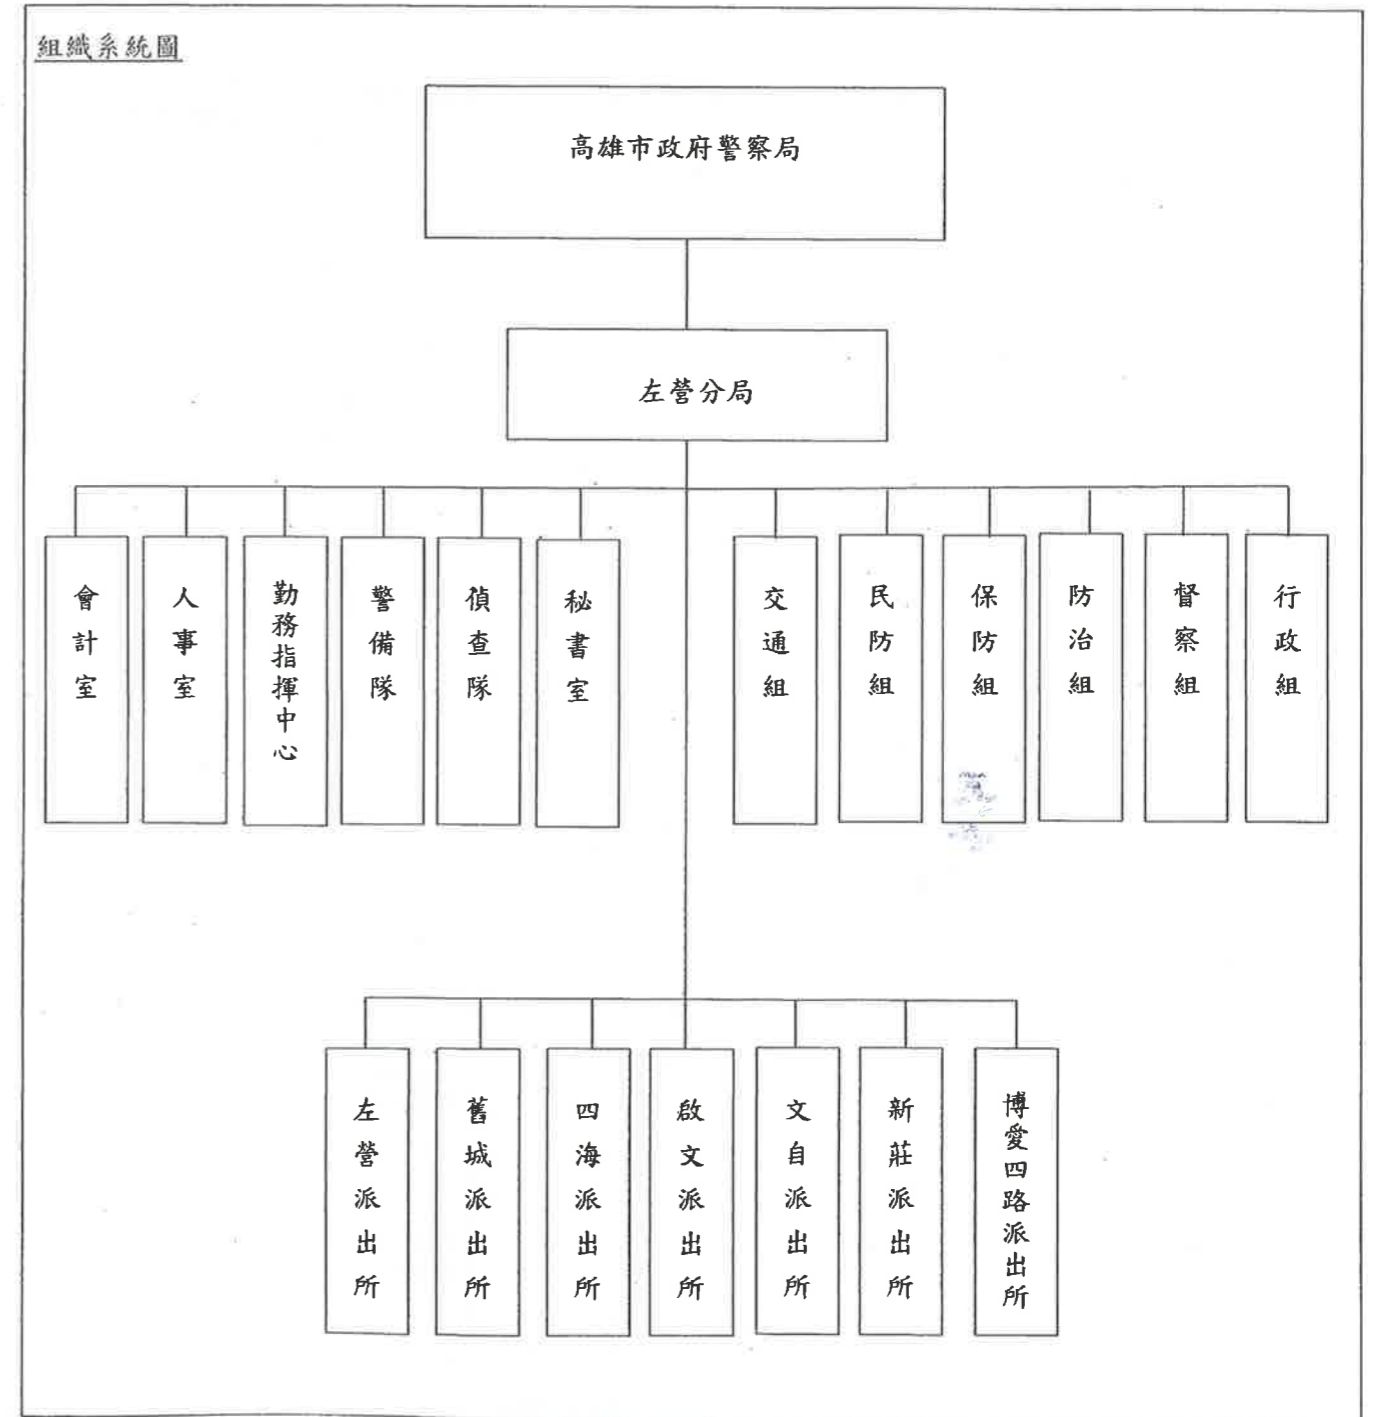 組織系統圖
高雄市政府警察局
左營分局
會計室
人事室
勤務指揮中心
警備隊
偵查隊
秘書室
交通組
民防組
保防組
防治組
督察組
行政組
左營派出所
舊城派出所
四海派出所
啟文派出所
文自派出所
新莊派出所
博愛四路派出所